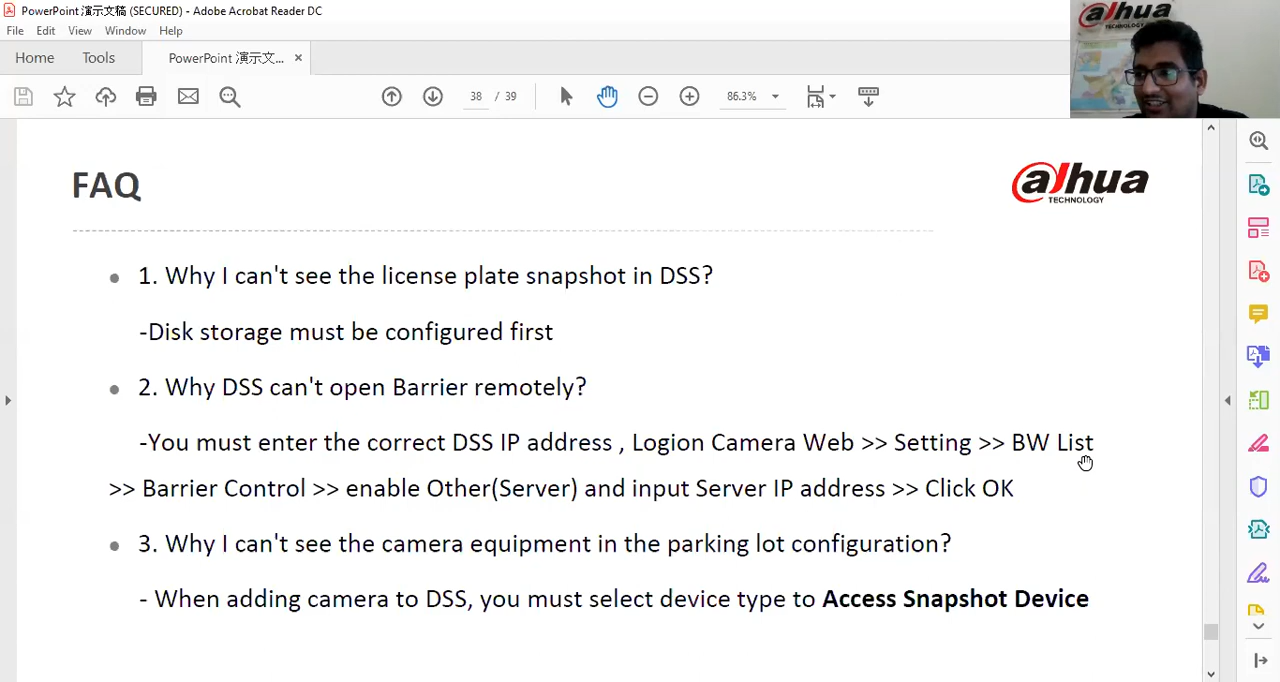 PowerPoint 演示文稿 (SECURED) - Adobe Acrobat Reader DC
File Edit View Window Help
Home Tools PowerPoint 演示文... ×
38 / 39 86.3%
alhua
TECHNOLOGY
FAQ
alhua
TECHNOLOGY
1. Why I can't see the license plate snapshot in DSS?
-Disk storage must be configured first
2. Why DSS can't open Barrier remotely?
-You must enter the correct DSS IP address , Logion Camera Web >> Setting >> BW List
>> Barrier Control >> enable Other(Server) and input Server IP address >> Click OK
3. Why I can't see the camera equipment in the parking lot configuration?
- When adding camera to DSS, you must select device type to Access Snapshot Device